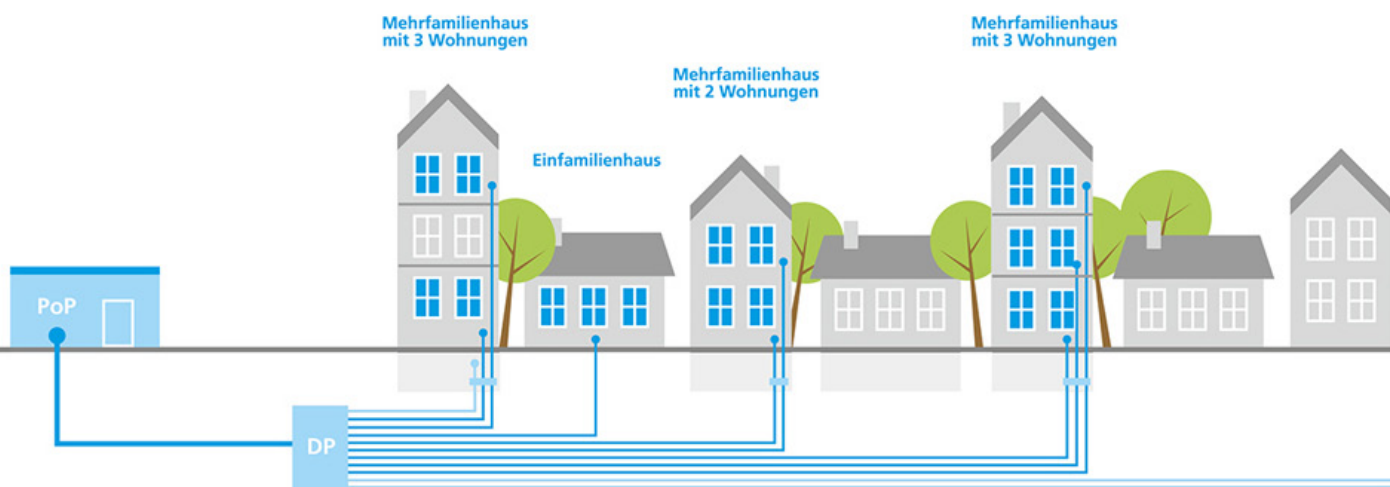 Mehrfamilienhaus
mit 3 Wohnungen
Mehrfamilienhaus
mit 3 Wohnungen
Mehrfamilienhaus
mit 2 Wohnungen
Einfamilienhaus
PoP
DP